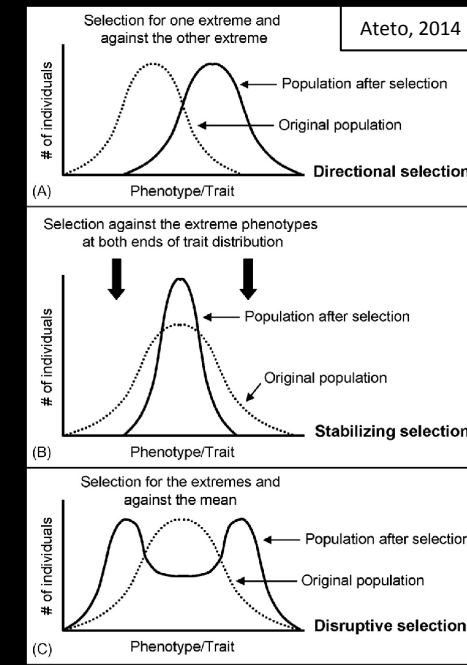 Selection for one extreme and
against the other extreme
Ateto, 2014
# of individuals
Population after selection
Original population
Directional selection
(A)
Phenotype/Trait
Selection against the extreme phenotypes
at both ends of trait distribution
# of individuals
Population after selection
Original population
Stabilizing selection
(B)
Phenotype/Trait
Selection for the extremes and
against the mean
# of individuals
Population after selection
Original population
Disruptive selection
(C)
Phenotype/Trait